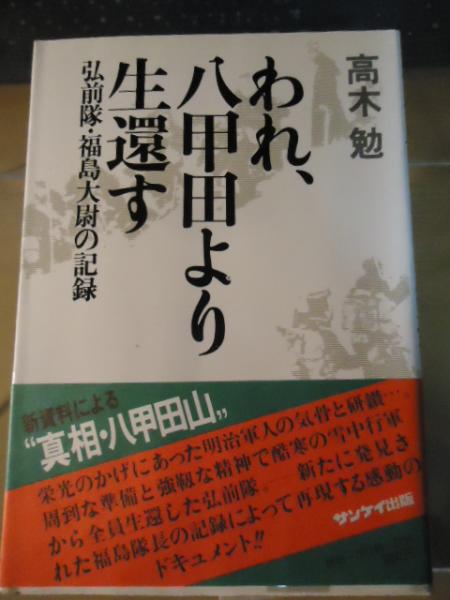 高木 勉
われ、
八甲田より
生還す
弘前隊・福島大尉の記録
新資料による
“真相・八甲田山”
栄光のかげにあった明治軍人の気骨と研鑽…。
周到な準備と強靱な精神で酷寒の雪中行軍
から全員生還した弘前隊。――新たに発見さ
れた福島隊長の記録によって再現する感動の
ドキュメント!!
サンケイ出版